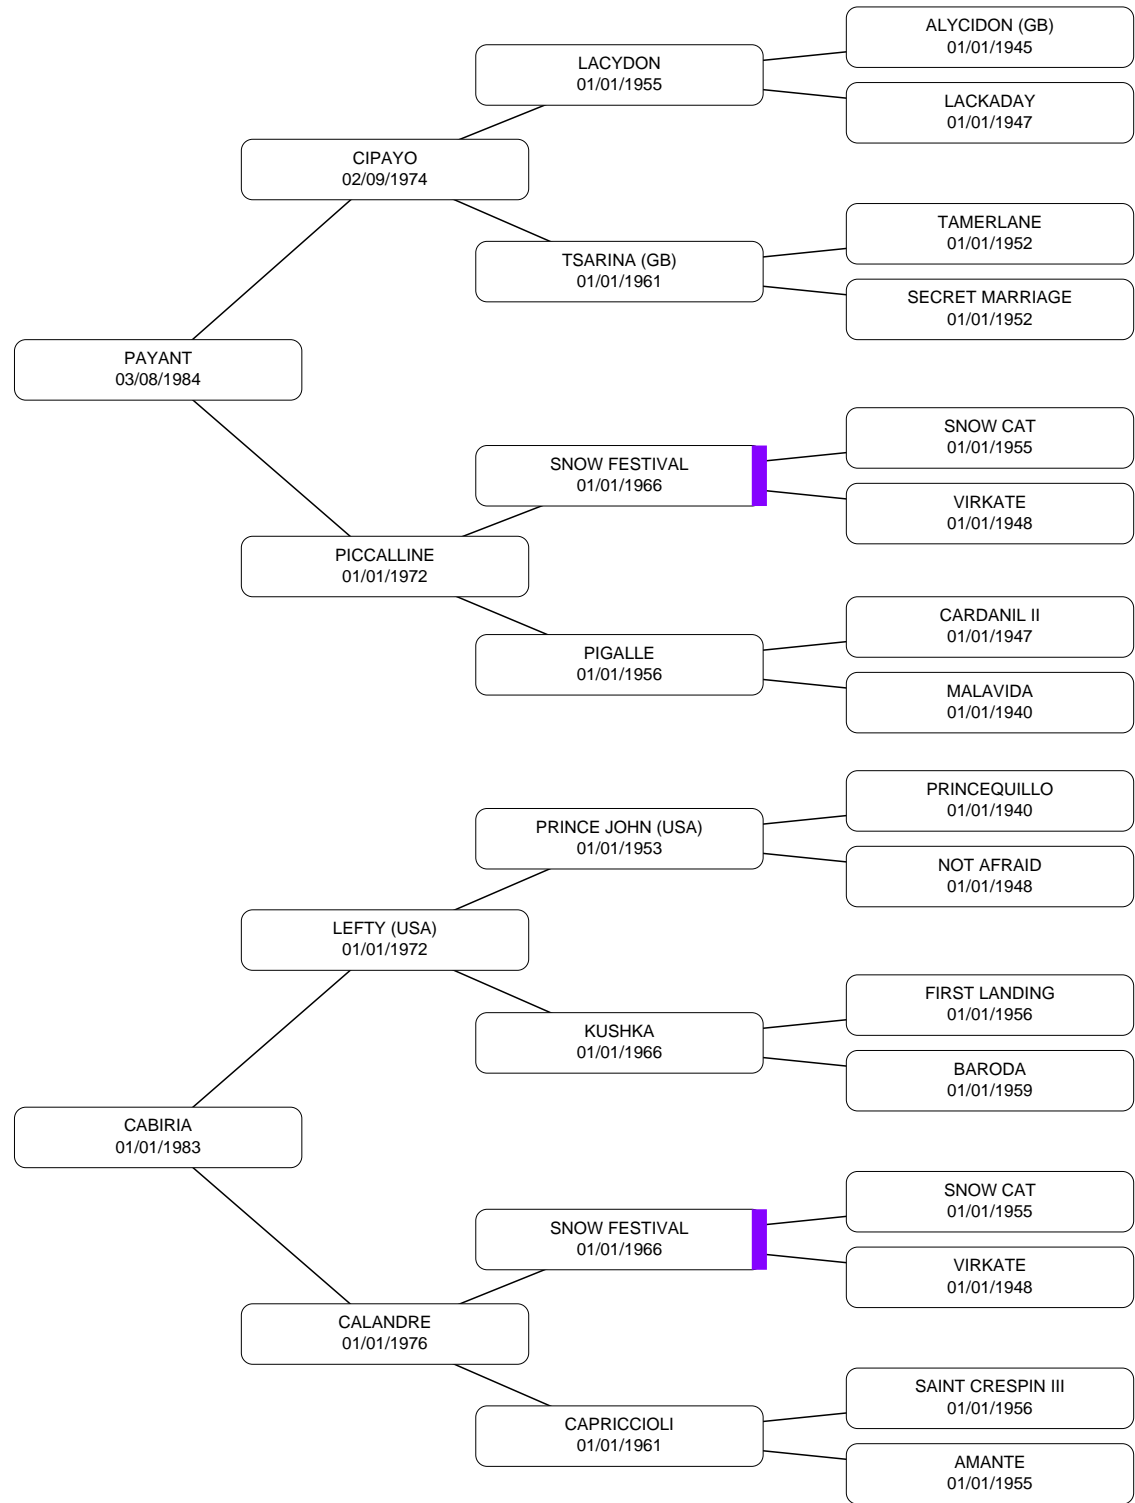 ALYCIDON (GB)
01/01/1945
LACYDON
01/01/1955
LACKADAY
01/01/1947
CIPAYO
02/09/1974
TAMERLANE
01/01/1952
TSARINA (GB)
01/01/1961
SECRET MARRIAGE
01/01/1952
PAYANT
03/08/1984
SNOW CAT
01/01/1955
SNOW FESTIVAL
01/01/1966
VIRKATE
01/01/1948
PICCALLINE
01/01/1972
CARDANIL II
01/01/1947
PIGALLE
01/01/1956
MALAVIDA
01/01/1940
PRINCEQUILLO
01/01/1940
PRINCE JOHN (USA)
01/01/1953
NOT AFRAID
01/01/1948
LEFTY (USA)
01/01/1972
FIRST LANDING
01/01/1956
KUSHKA
01/01/1966
BARODA
01/01/1959
CABIRIA
01/01/1983
SNOW CAT
01/01/1955
SNOW FESTIVAL
01/01/1966
VIRKATE
01/01/1948
CALANDRE
01/01/1976
SAINT CRESPIN III
01/01/1956
CAPRICCIOLI
01/01/1961
AMANTE
01/01/1955